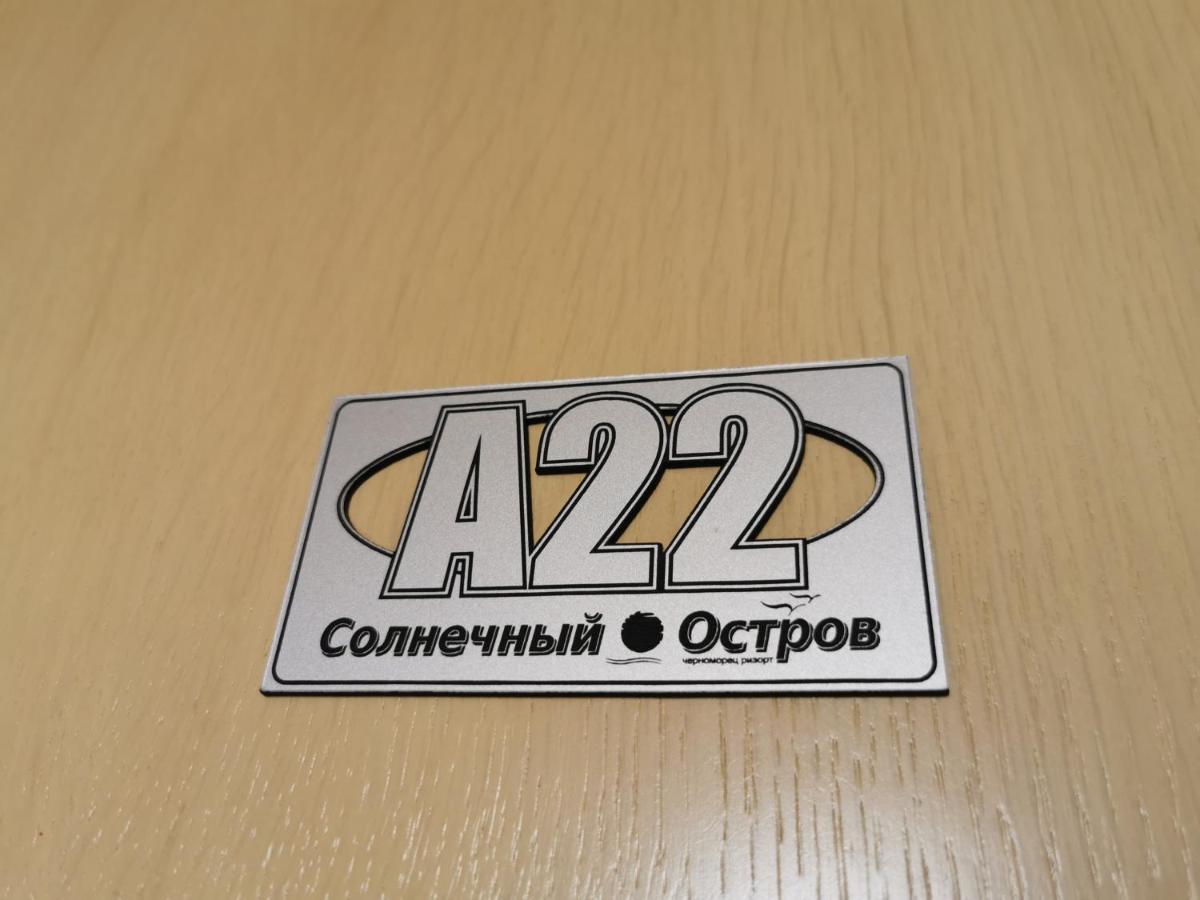 A22
Солнечный Остров
черноморец ризорт